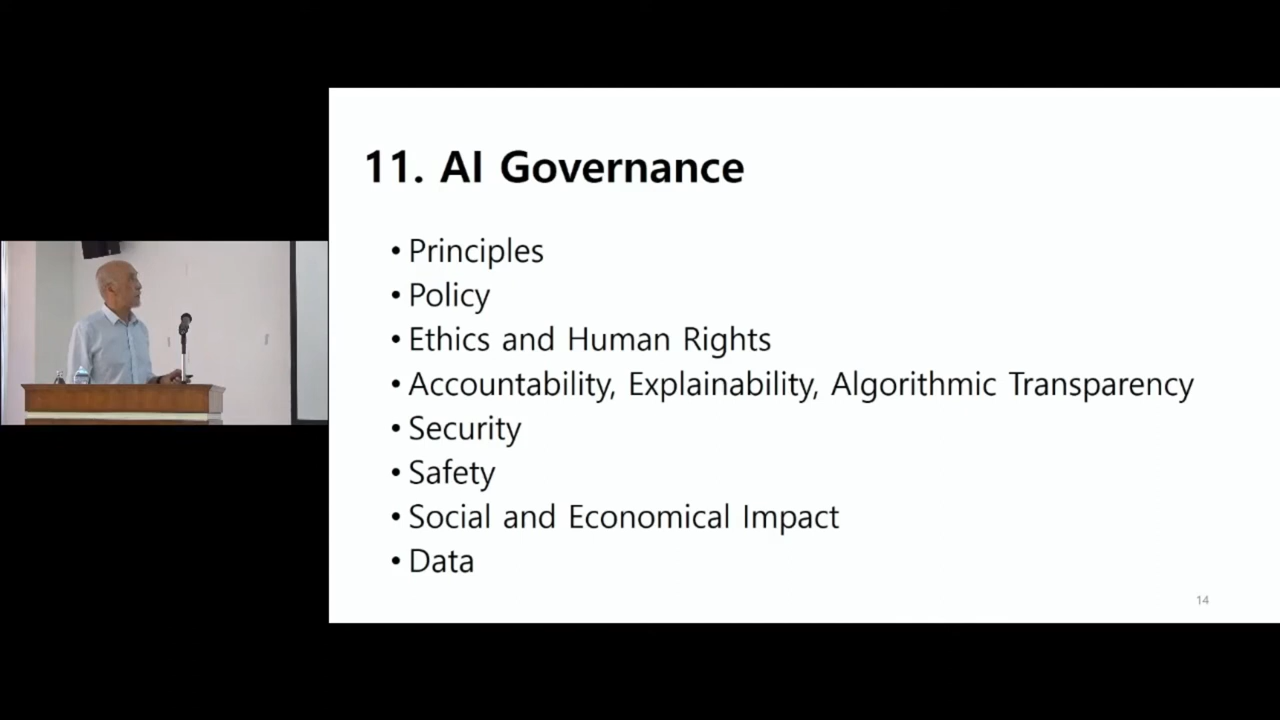 11. AI Governance
• Principles
• Policy
• Ethics and Human Rights
• Accountability, Explainability, Algorithmic Transparency
• Security
• Safety
• Social and Economical Impact
• Data
14